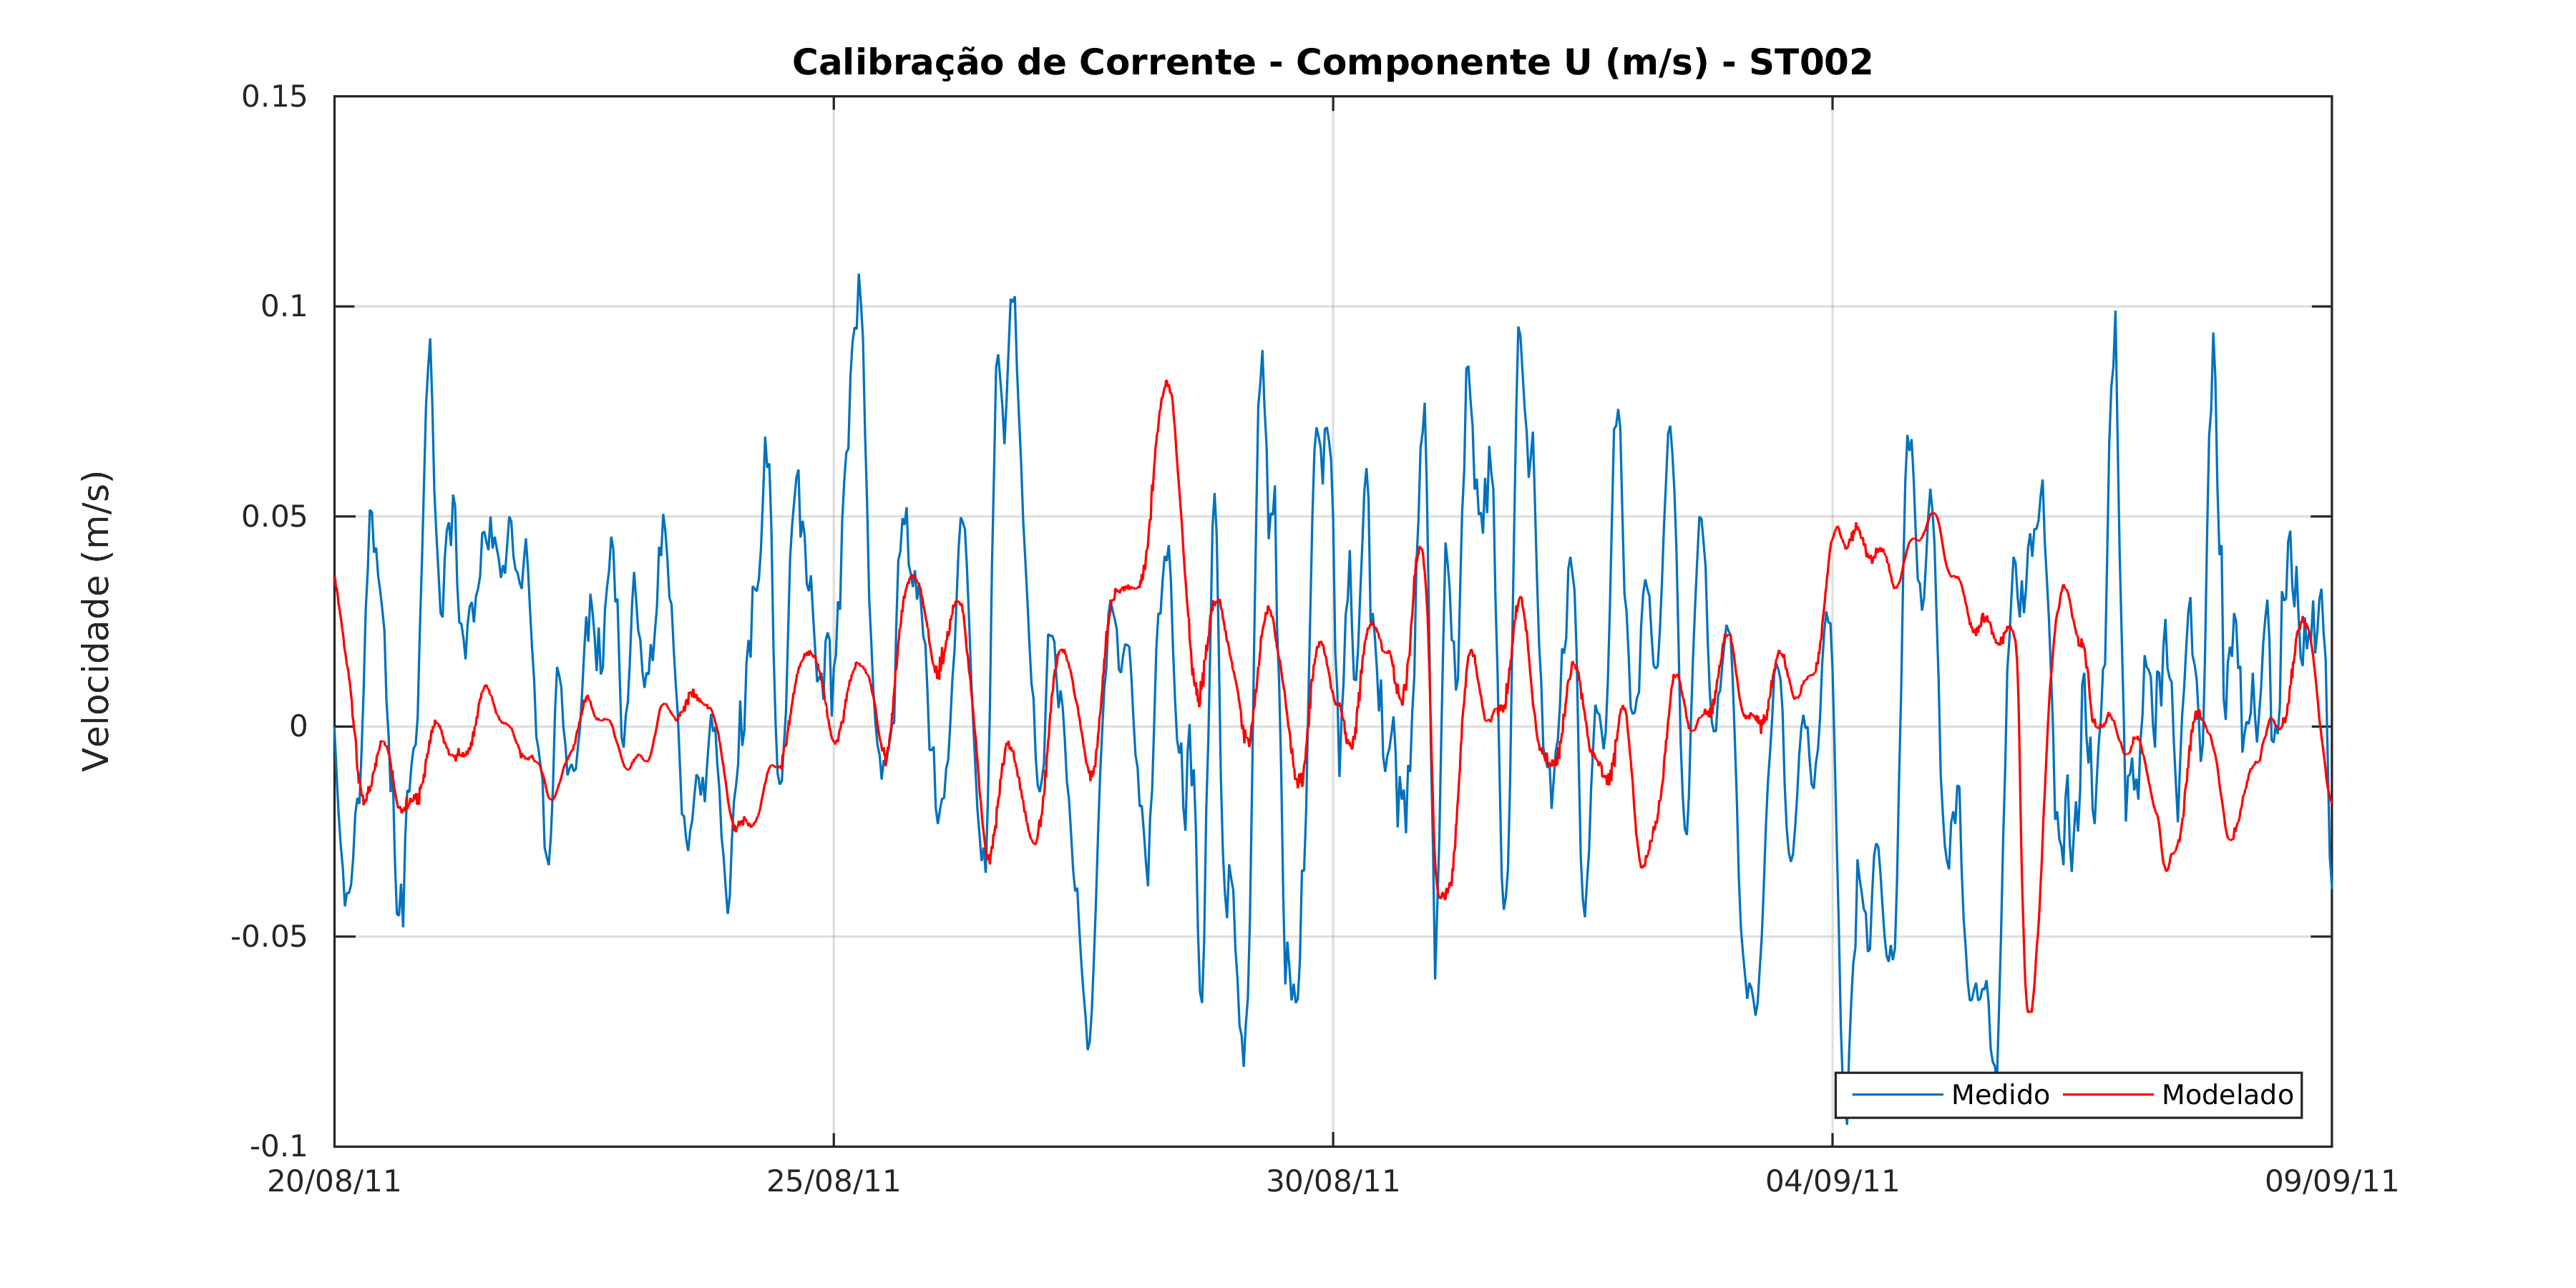 Calibração de Corrente - Componente U (m/s) - ST002
0.15
0.1
0.05
0
-0.05
-0.1
Velocidade (m/s)
20/08/11
25/08/11
30/08/11
04/09/11
09/09/11
Medido
Modelado